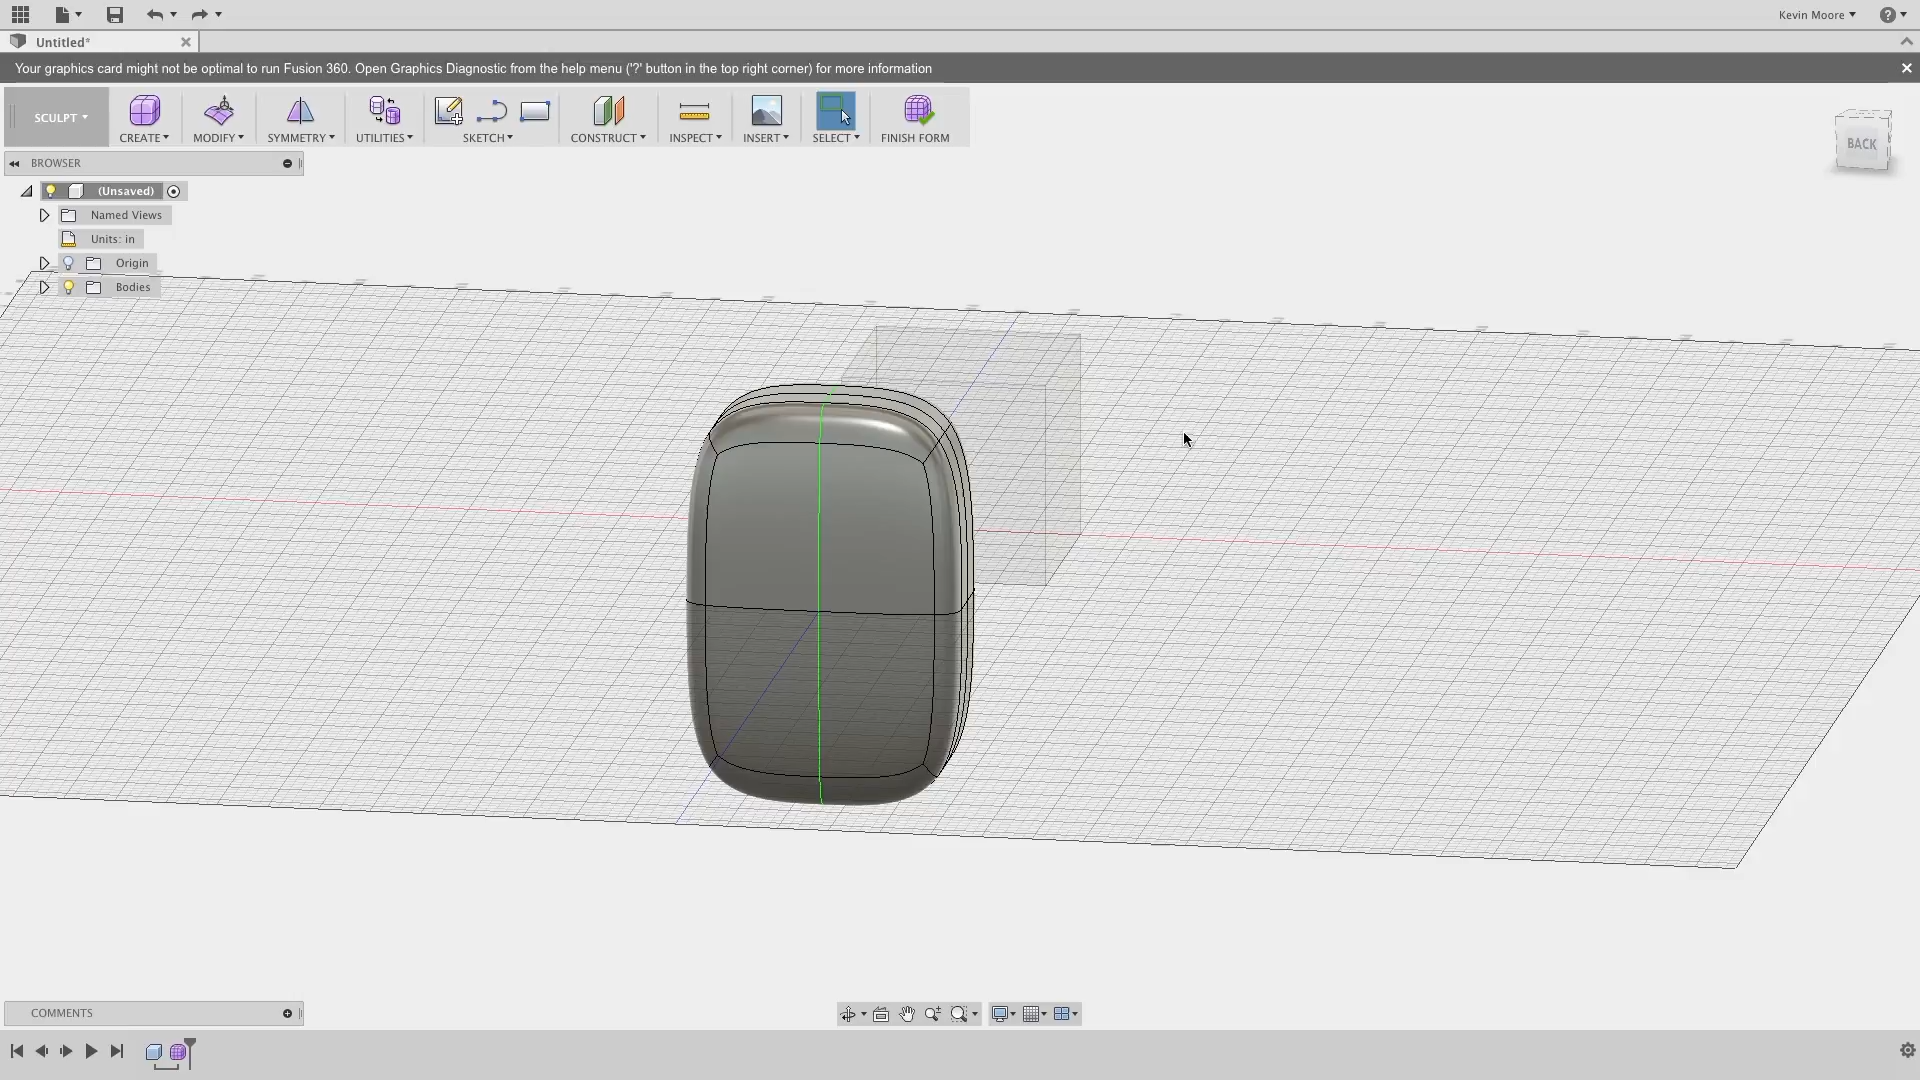 Kevin Moore
?
Untitled*
Your graphics card might not be optimal to run Fusion 360. Open Graphics Diagnostic from the help menu ('?' button in the top right corner) for more information
SCULPT
CREATE
MODIFY
SYMMETRY
UTILITIES
SKETCH
CONSTRUCT
INSPECT
INSERT
SELECT
FINISH FORM
BACK
BROWSER
(Unsaved)
Named Views
Units: in
Origin
Bodies
COMMENTS